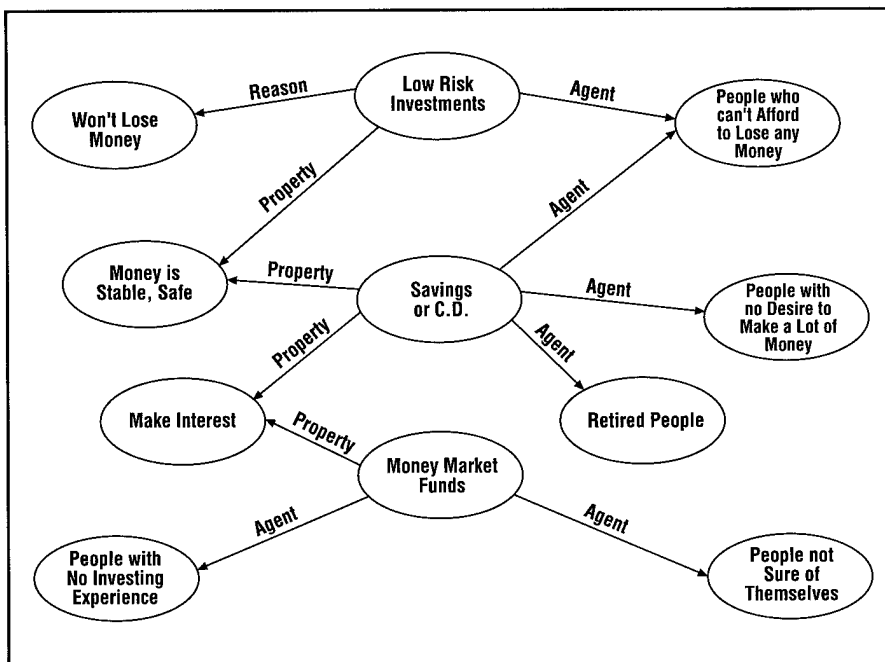 Low Risk
Investments
Reason
Agent
Won't Lose
Money
People who
can't Afford
to Lose any
Money
Property
Agent
Money is
Stable, Safe
Property
Savings
or C.D.
Agent
People with
no Desire to
Make a Lot of
Money
Property
Agent
Make Interest
Property
Retired People
Money Market
Funds
Agent
Agent
People with
No Investing
Experience
People not
Sure of
Themselves